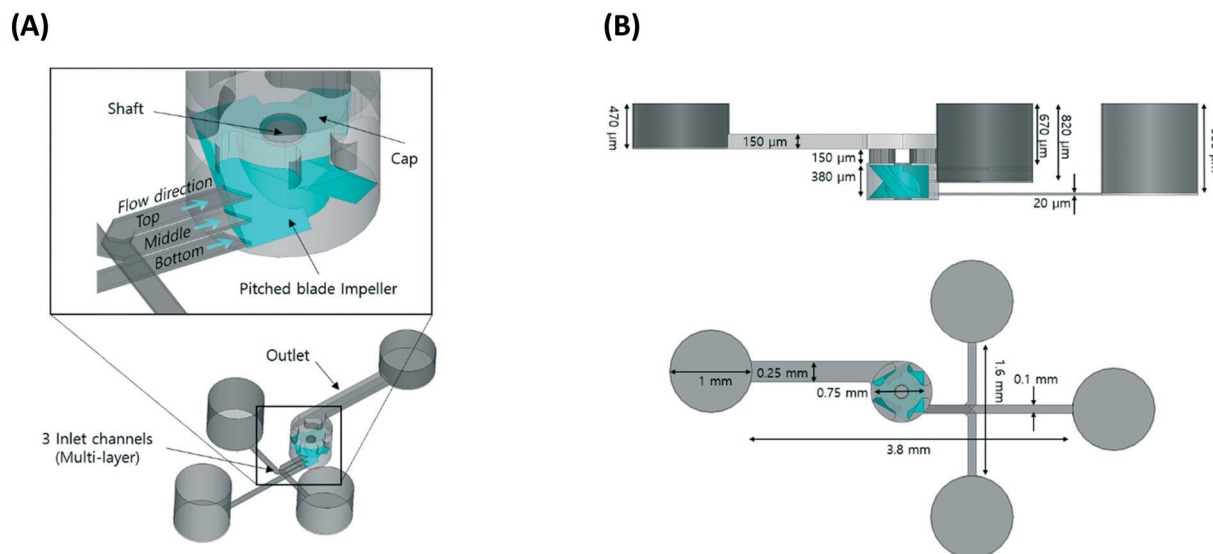 (A)
Shaft
Cap
Flow direction
Top
Middle
Bottom
Pitched blade Impeller
Outlet
3 Inlet channels
(Multi-layer)
(B)
470 μm
150 μm
150 μm
380 μm
670 μm
820 μm
20 μm
1 mm
0.25 mm
0.75 mm
1.6 mm
0.1 mm
3.8 mm